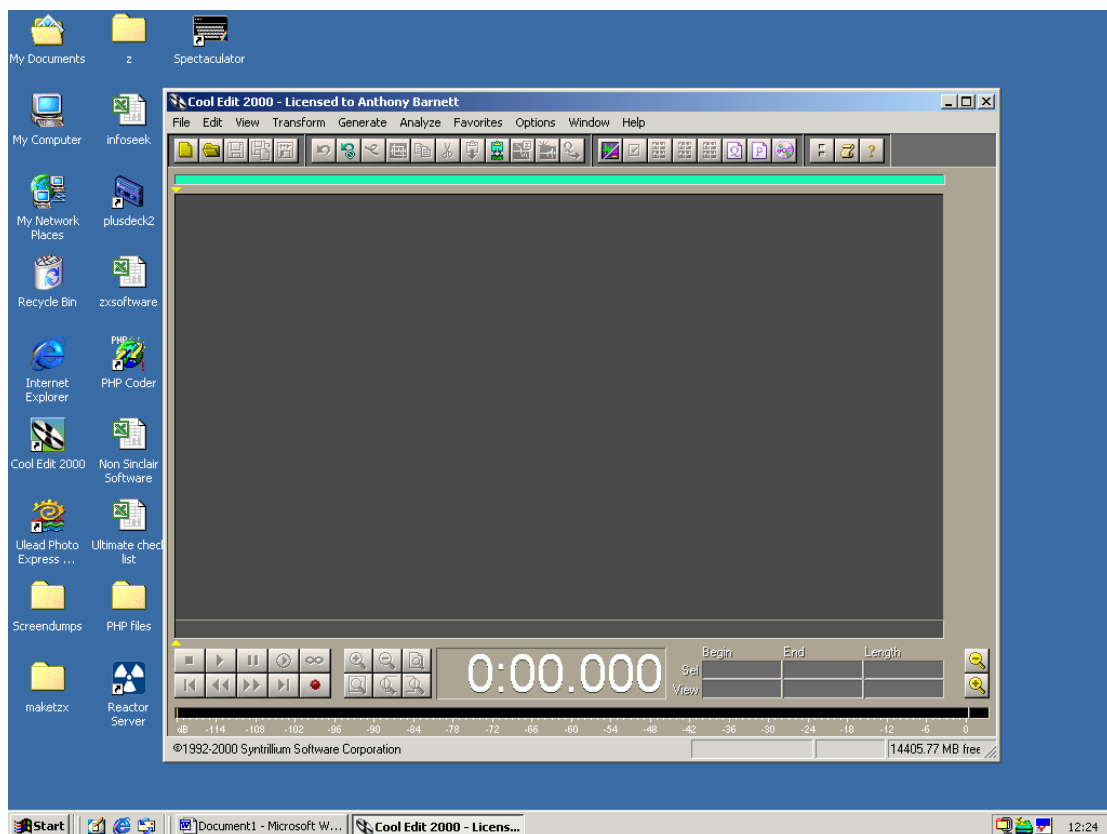 My Documents
z
Spectaculator
My Computer
infoseek
My Network
Places
plusdeck2
Recycle Bin
zxsoftware
PHP
Internet
Explorer
PHP Coder
Cool Edit 2000
Non Sinclair
Software
Ulead Photo
Express ...
Ultimate chec
list
Screendumps
PHP files
maketzx
Reactor
Server
Cool Edit 2000 - Licensed to Anthony Barnett
File Edit View Transform Generate Analyze Favorites Options Window Help
Q P F ?
0:00.000
Begin End Length
Sel
View
dB -114 -108 -102 -96 -90 -84 -78 -72 -66 -60 -54 -48 -42 -36 -30 -24 -18 -12 -6 0
©1992-2000 Syntrillium Software Corporation
14405.77 MB free
Start
Document1 - Microsoft W...
Cool Edit 2000 - Licens...
12:24